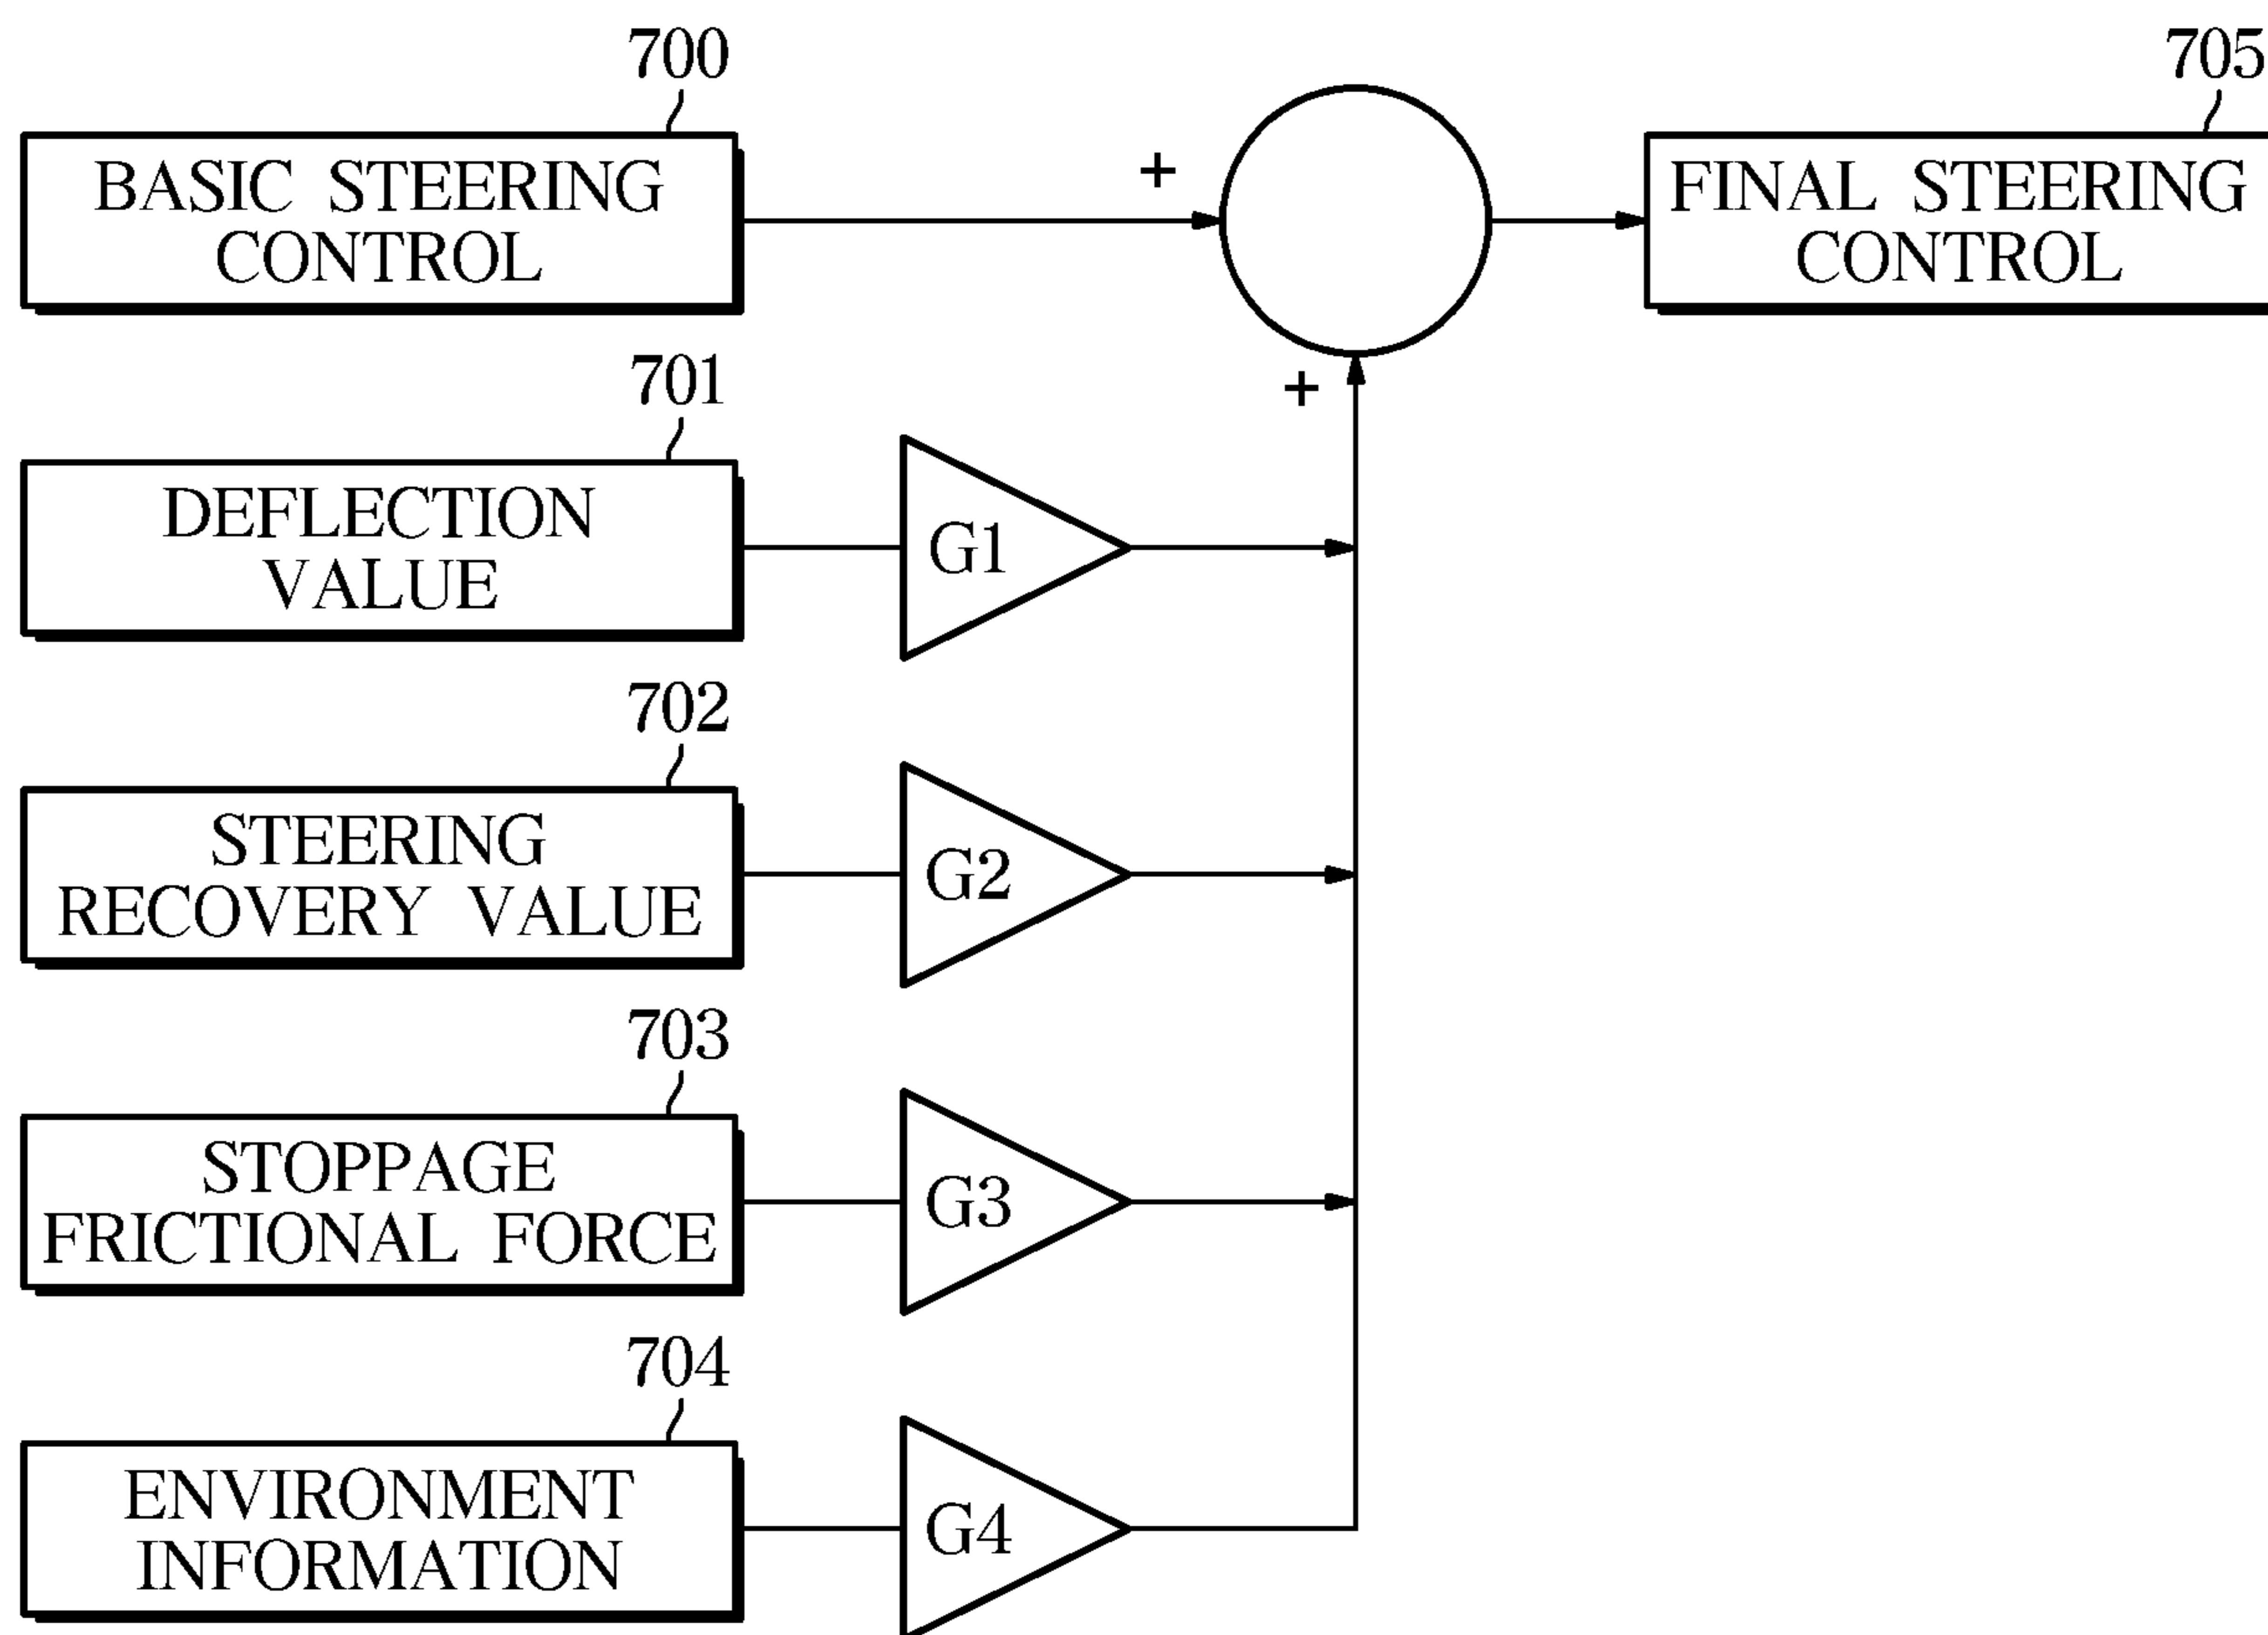 700
BASIC STEERING
CONTROL
+
705
FINAL STEERING
CONTROL
+
701
DEFLECTION
VALUE
G1
702
STEERING
RECOVERY VALUE
G2
703
STOPPAGE
FRICTIONAL FORCE
G3
704
ENVIRONMENT
INFORMATION
G4